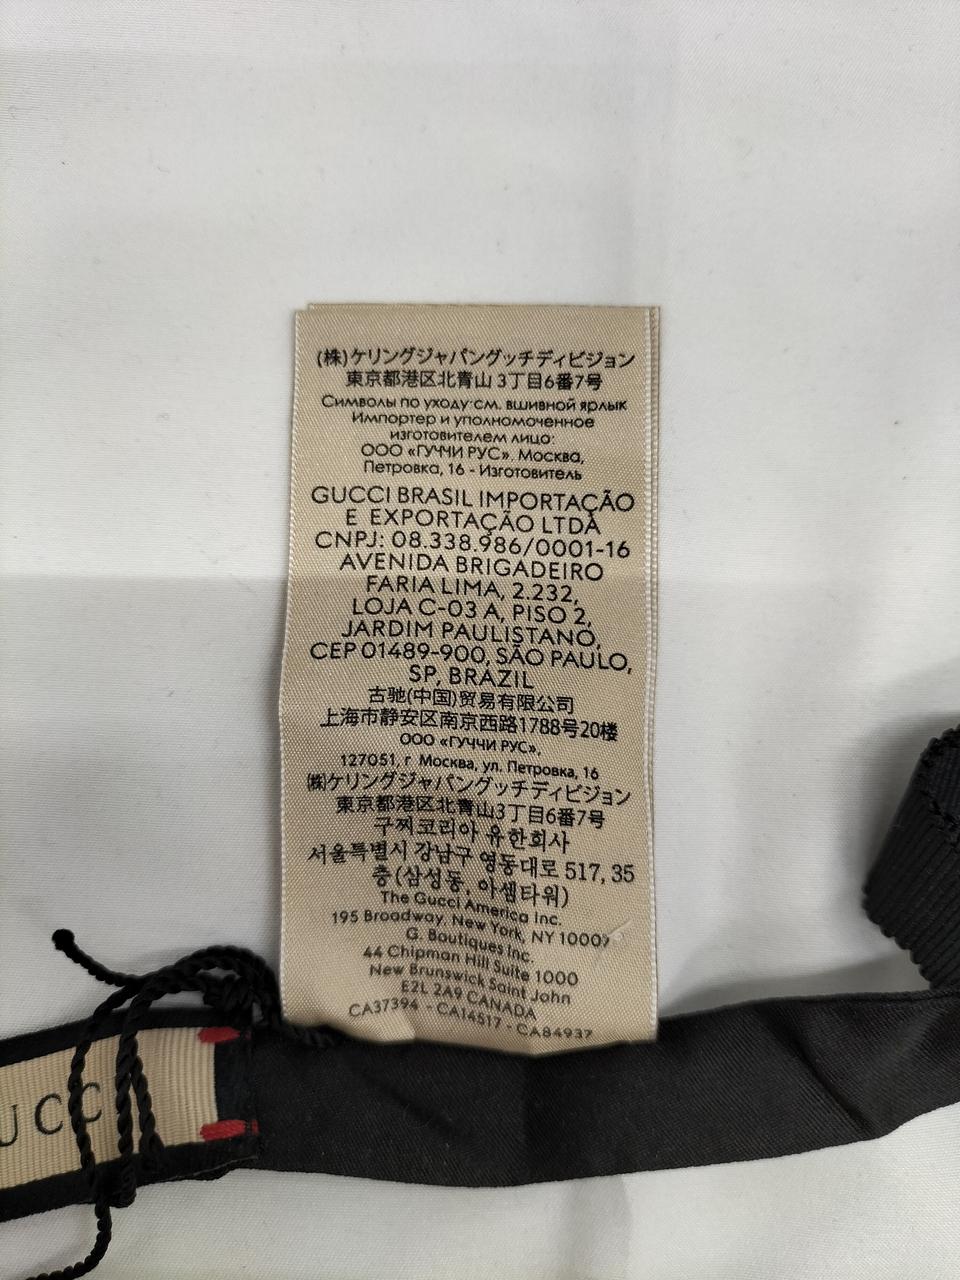 (株)ケリングジャパングッチディビジョン
東京都港区北青山 3丁目6番7号
Символы по уходу:см. вшивной ярлык
Импортер и уполномоченное
изготовителем лицо:
ООО «ГУЧЧИ РУС». Москва,
Петровка, 16 - Изготовитель
GUCCI BRASIL IMPORTAÇÃO
E EXPORTAÇÃO LTDA
CNPJ: 08.338.986/0001-16
AVENIDA BRIGADEIRO
FARIA LIMA, 2.232,
LOJA C-03 A, PISO 2,
JARDIM PAULISTANO,
CEP 01489-900, SÃO PAULO,
SP, BRAZIL
古驰(中国)贸易有限公司
上海市静安区南京西路1788号20楼
ООО «ГУЧЧИ РУС»,
127051, г Москва, ул. Петровка, 16
㈱ケリングジャパングッチディビジョン
東京都港区北青山3丁目6番7号
구찌코리아 유한회사
서울특별시 강남구 영동대로 517, 35
층 (삼성동, 아셈타워)
The Gucci America Inc.
195 Broadway, New York, NY 10007
G. Boutiques Inc.
44 Chipman Hill Suite 1000
New Brunswick Saint John
E2L 2A9 CANADA
CA37394 - CA14517 - CA84937
UCC